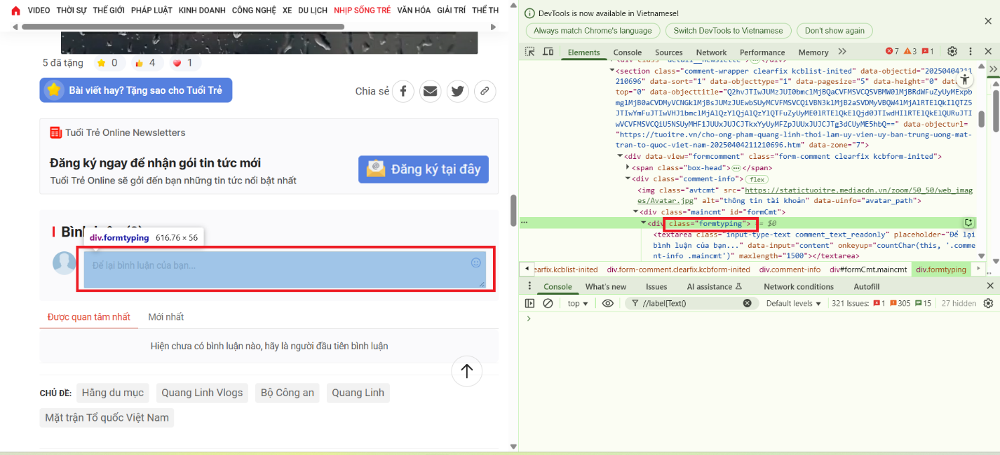 VIDEO THỜI SỰ THẾ GIỚI PHÁP LUẬT KINH DOANH CÔNG NGHỆ XE DU LỊCH NHỊP SỐNG TRẺ VĂN HÓA GIẢI TRÍ THỂ TH
5 đã tặng 0 4 1
Bài viết hay? Tặng sao cho Tuổi Trẻ
Chia sẻ
Tuổi Trẻ Online Newsletters
Đăng ký ngay để nhận gói tin tức mới
Tuổi Trẻ Online sẽ gởi đến bạn những tin tức nổi bật nhất
Đăng ký tại đây
div.formtyping 616.76 × 56
Để lại bình luận của bạn...
Được quan tâm nhất Mới nhất
Hiện chưa có bình luận nào, hãy là người đầu tiên bình luận
CHỦ ĐỀ: Hằng du mục Quang Linh Vlogs Bộ Công an Quang Linh
Mặt trận Tổ quốc Việt Nam
DevTools is now available in Vietnamese!
Always match Chrome's language Switch DevTools to Vietnamese Don't show again
Elements Console Sources Network Performance Memory 7 3 1
<section class="comment-wrapper clearfix kcblist-inited" data-objectid="20250404211
210696" data-sort="1" data-objecttype="1" data-pagesize="5" data-height="0"
top="0" data-objecttitle=
data-objecturl=
"https://tuoitre.vn/cho-ong-pham-quang-linh-thoi-lam-uy-vien-uy-ban-trung-uong-mat-
tran-to-quoc-viet-nam-20250404211210696.htm" data-zone="7">
<div data-view="formcomment" class="form-comment clearfix kcbform-inited">
<span class="box-head"> … </span>
<div class="comment-info"> flex
<img class="avtcmt" src="https://statictuoitre.mediacdn.vn/zoom/50_50/web_imag
es/Avatar.jpg" alt="thông tin tài khoản" data-uinfo="avatar_path">
<div class="maincmt" id="formCmt">
<div class="formtyping"> == $0
<textarea class="input-type-text comment_text_readonly" placeholder="Để lại
bình luận của bạn..." data-input="content" onkeyup="countChar(this, '.comme
nt-info .maincmt')" maxlength="1500"></textarea>
earfix.kcblist-inited div.form-comment.clearfix.kcbform-inited div.comment-info div#formCmt.maincmt div.formtyping
Console What's new Issues AI assistance Network conditions Autofill
top //label[Text() Default levels 321 Issues: 1 305 15 27 hidden